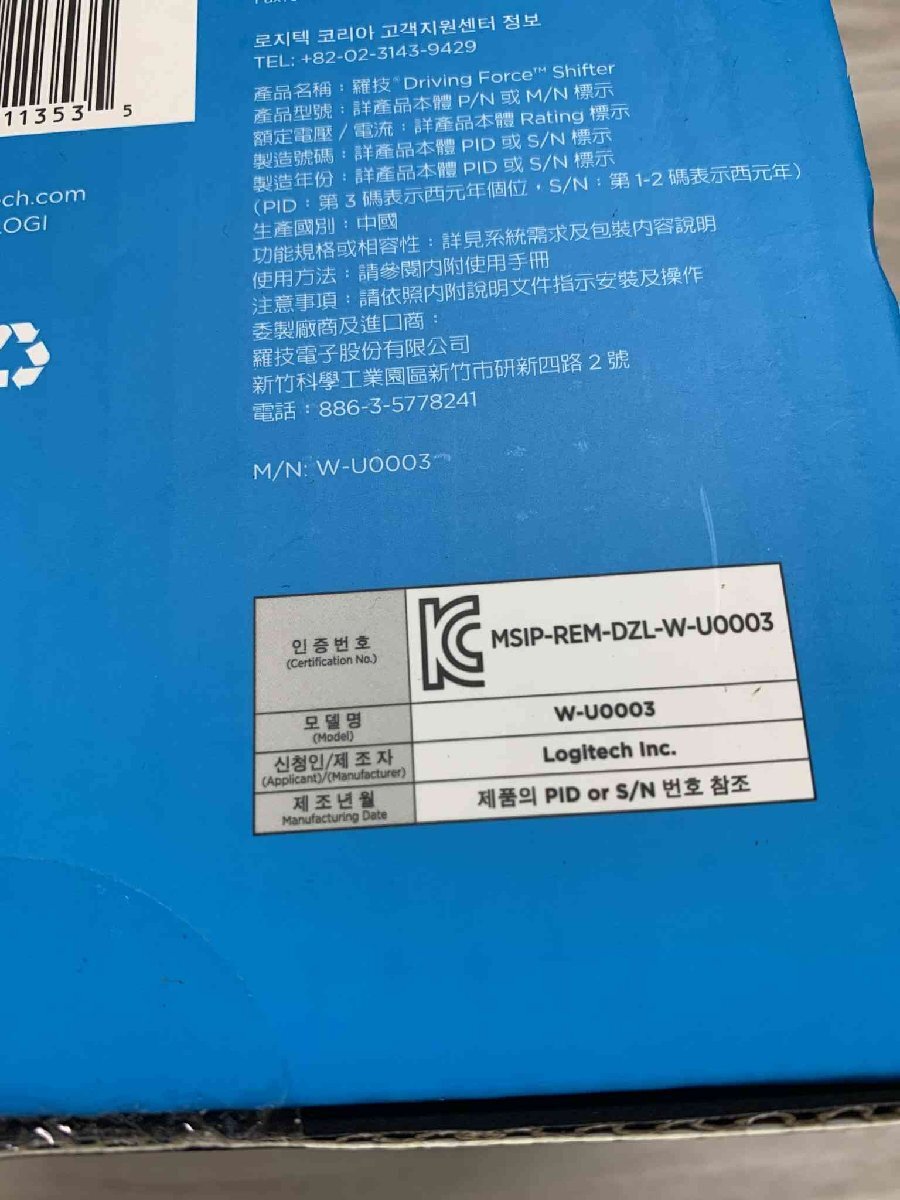 로지텍 코리아 고객지원센터 정보
TEL: +82-02-3143-9429
產品名稱：羅技® Driving Force™ Shifter
產品型號：詳產品本體 P/N 或 M/N 標示
額定電壓 / 電流：詳產品本體 Rating 標示
製造號碼：詳產品本體 PID 或 S/N 標示
製造年份：詳產品本體 PID 或 S/N 標示
（PID：第 3 碼表示西元年個位，S/N：第 1-2 碼表示西元年）
生產國別：中國
功能規格或相容性：詳見系統需求及包裝內容說明
使用方法：請參閱內附使用手冊
注意事項：請依照內附說明文件指示安裝及操作
委製廠商及進口商：
羅技電子股份有限公司
新竹科學工業園區新竹市研新四路 2 號
電話：886-3-5778241
M/N: W-U0003
11353 5
ch.com
LOGI
인증번호
(Certification No.)
MSIP-REM-DZL-W-U0003
모델명
(Model)
W-U0003
신청인/제조자
(Applicant)/(Manufacturer)
Logitech Inc.
제조년월
Manufacturing Date
제품의 PID or S/N 번호 참조